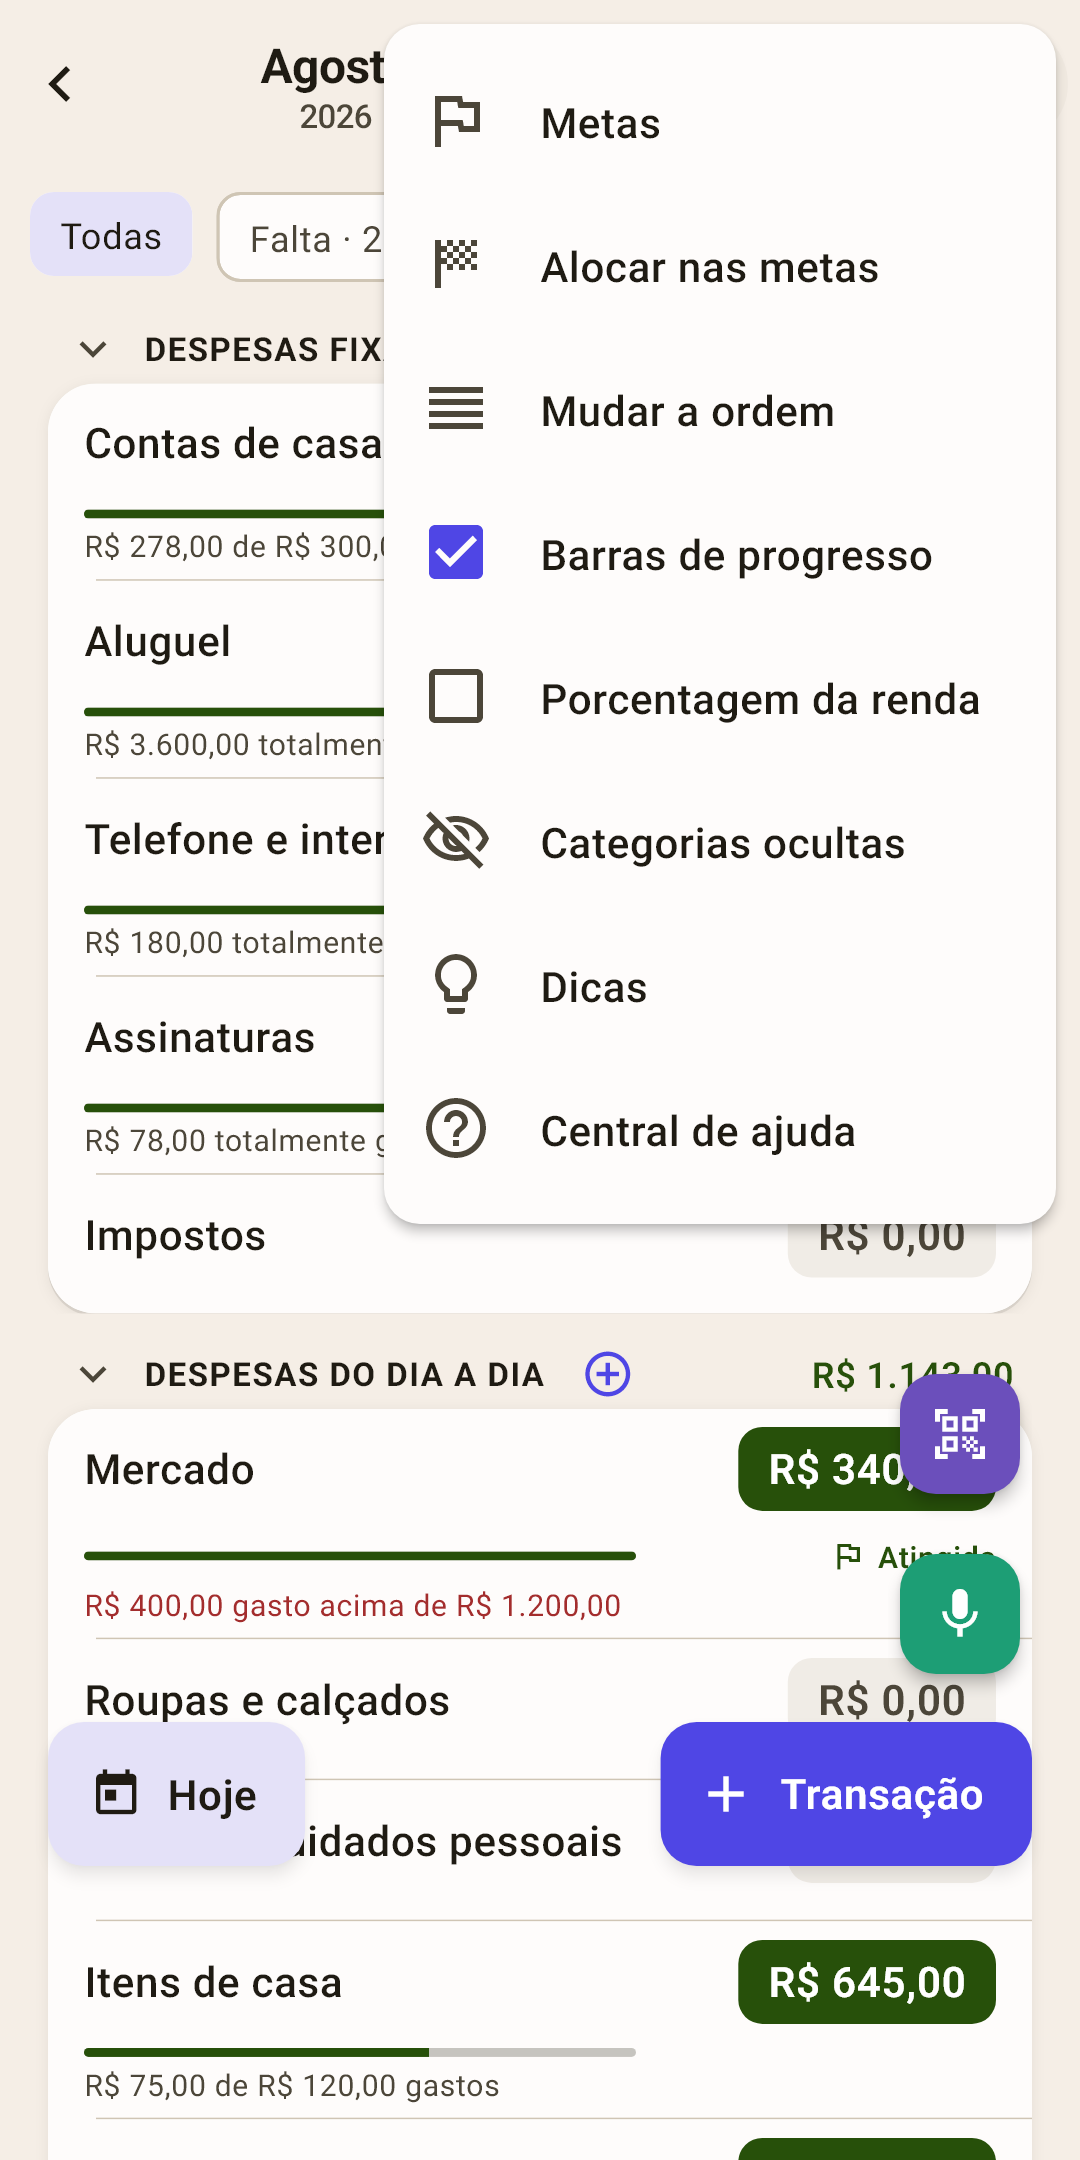 Agost
2026
Todas
Falta · 2
DESPESAS FIX
Contas de casa
R$ 278,00 de R$ 300,
Aluguel
R$ 3.600,00 totalmen
Telefone e inter
R$ 180,00 totalmente
Assinaturas
R$ 78,00 totalmente
Impostos
R$ 0,00
Metas
Alocar nas metas
Mudar a ordem
Barras de progresso
Porcentagem da renda
Categorias ocultas
Dicas
Central de ajuda
DESPESAS DO DIA A DIA
R$ 1.143,00
Mercado
R$ 340,
Atingido
R$ 400,00 gasto acima de R$ 1.200,00
Roupas e calçados
R$ 0,00
Hoje
Transação
idados pessoais
Itens de casa
R$ 645,00
R$ 75,00 de R$ 120,00 gastos